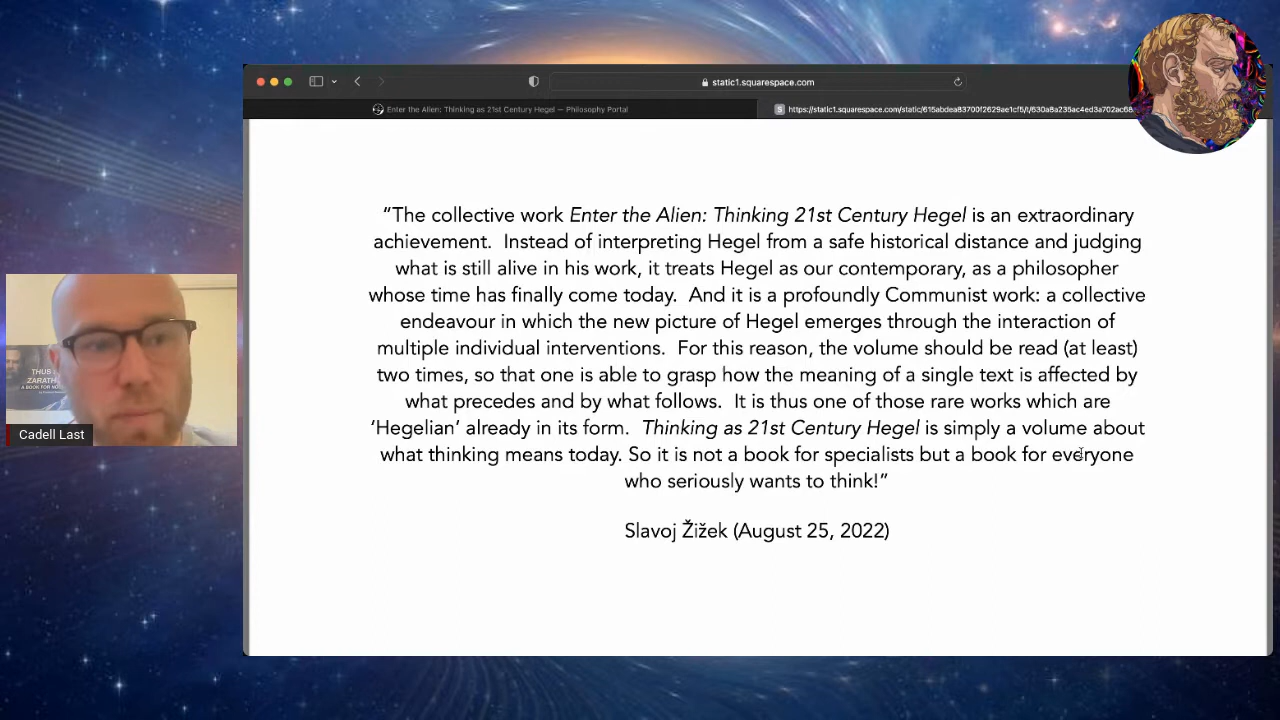 static1.squarespace.com
Enter the Alien: Thinking as 21st Century Hegel — Philosophy Portal
“The collective work Enter the Alien: Thinking 21st Century Hegel is an extraordinary
achievement. Instead of interpreting Hegel from a safe historical distance and judging
what is still alive in his work, it treats Hegel as our contemporary, as a philosopher
whose time has finally come today. And it is a profoundly Communist work: a collective
endeavour in which the new picture of Hegel emerges through the interaction of
multiple individual interventions. For this reason, the volume should be read (at least)
two times, so that one is able to grasp how the meaning of a single text is affected by
what precedes and by what follows. It is thus one of those rare works which are
‘Hegelian’ already in its form. Thinking as 21st Century Hegel is simply a volume about
what thinking means today. So it is not a book for specialists but a book for everyone
who seriously wants to think!”
Slavoj Žižek (August 25, 2022)
THUS
ZARATH
Cadell Last